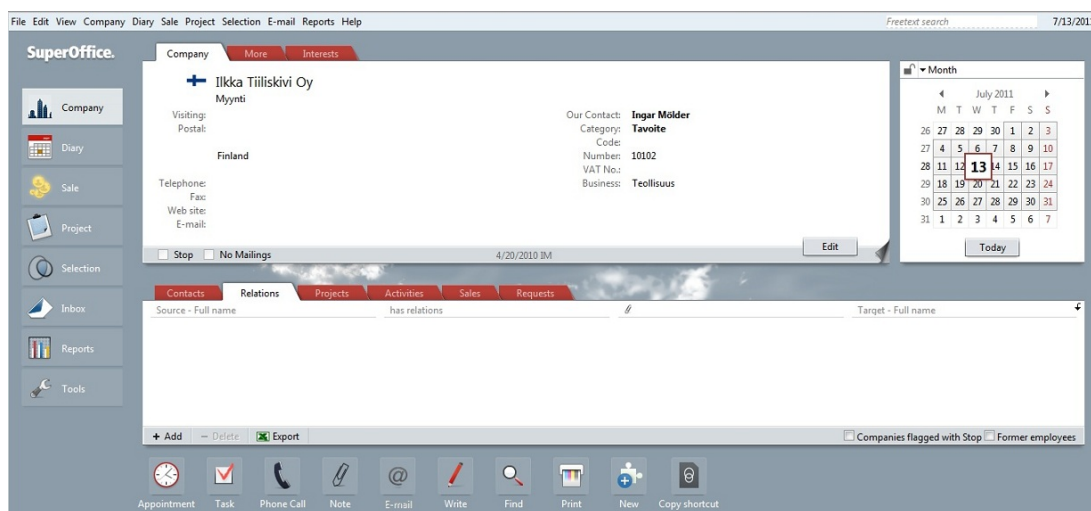 File Edit View Company Diary Sale Project Selection E-mail Reports Help
Freetext search
7/13/201
SuperOffice.
Company More Interests
Ilkka Tiiliskivi Oy
Myynti
Visiting:
Postal:
Finland
Telephone:
Fax:
Web site:
E-mail:
Our Contact: Ingar Mölder
Category: Tavoite
Code:
Number: 10102
VAT No.:
Business: Teollisuus
Stop No Mailings 4/20/2010 IM Edit
Month
July 2011
M T W T F S S
26 27 28 29 30 1 2 3
27 4 5 6 7 8 9 10
28 11 12 13 14 15 16 17
29 18 19 20 21 22 23 24
30 25 26 27 28 29 30 31
31 1 2 3 4 5 6 7
Today
Company
Diary
Sale
Project
Selection
Inbox
Reports
Tools
Contacts Relations Projects Activities Sales Requests
Source - Full name has relations Target - Full name
+ Add − Delete Export
Companies flagged with Stop Former employees
Appointment Task Phone Call Note E-mail Write Find Print New Copy shortcut